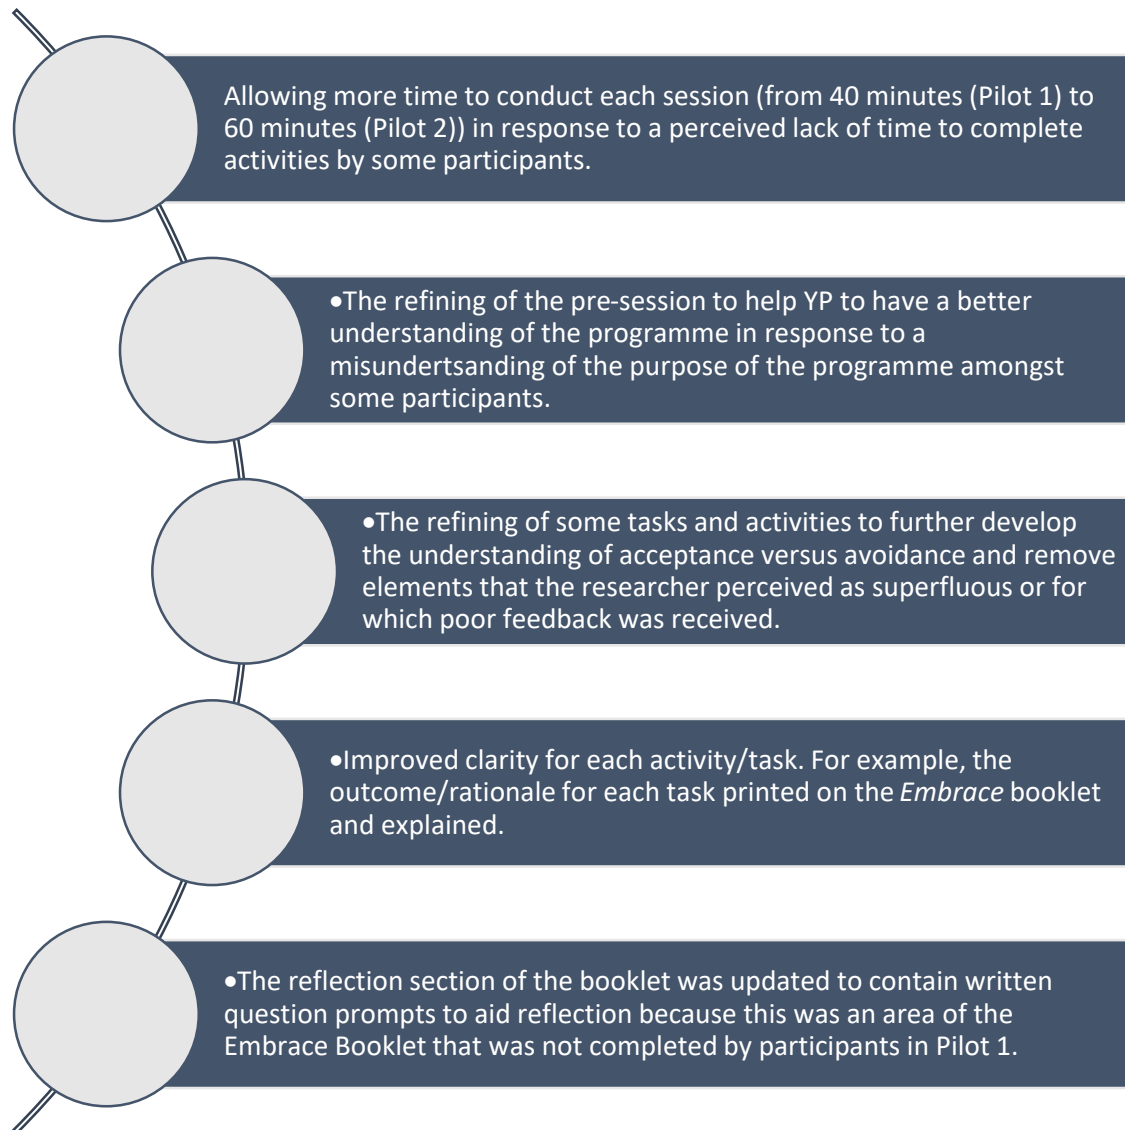 Allowing more time to conduct each session (from 40 minutes (Pilot 1) to
60 minutes (Pilot 2)) in response to a perceived lack of time to complete
activities by some participants.
•The refining of the pre-session to help YP to have a better
understanding of the programme in response to a
misundertsanding of the purpose of the programme amongst
some participants.
•The refining of some tasks and activities to further develop
the understanding of acceptance versus avoidance and remove
elements that the researcher perceived as superfluous or for
which poor feedback was received.
•Improved clarity for each activity/task. For example, the
outcome/rationale for each task printed on the Embrace booklet
and explained.
•The reflection section of the booklet was updated to contain written
question prompts to aid reflection because this was an area of the
Embrace Booklet that was not completed by participants in Pilot 1.